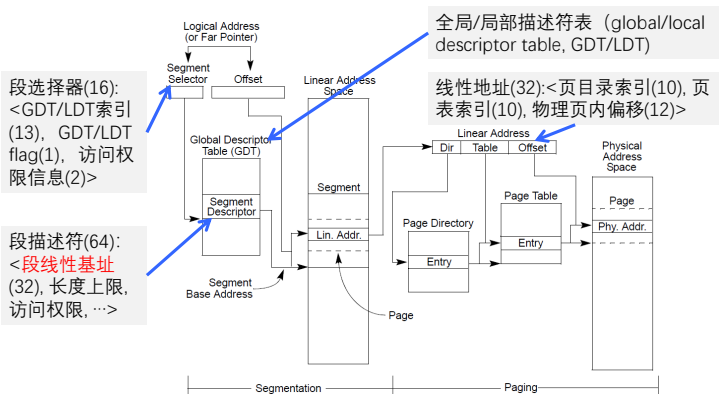 Logical Address
(or Far Pointer)
全局/局部描述符表（global/local
descriptor table, GDT/LDT)
Segment
Selector
Offset
Linear Address
Space
段选择器(16):
<GDT/LDT索引
(13)，GDT/LDT
flag(1)，访问权
限信息(2)>
线性地址(32):<页目录索引(10), 页
表索引(10), 物理页内偏移(12)>
Global Descriptor
Table (GDT)
Linear Address
Dir
Table
Offset
Physical
Address
Space
Segment
Descriptor
Segment
Page Table
Page
段描述符(64):
<段线性基址
(32), 长度上限,
访问权限, ···>
Lin. Addr.
Page Directory
Phy. Addr.
Entry
Entry
Segment
Base Address
Page
Segmentation
Paging